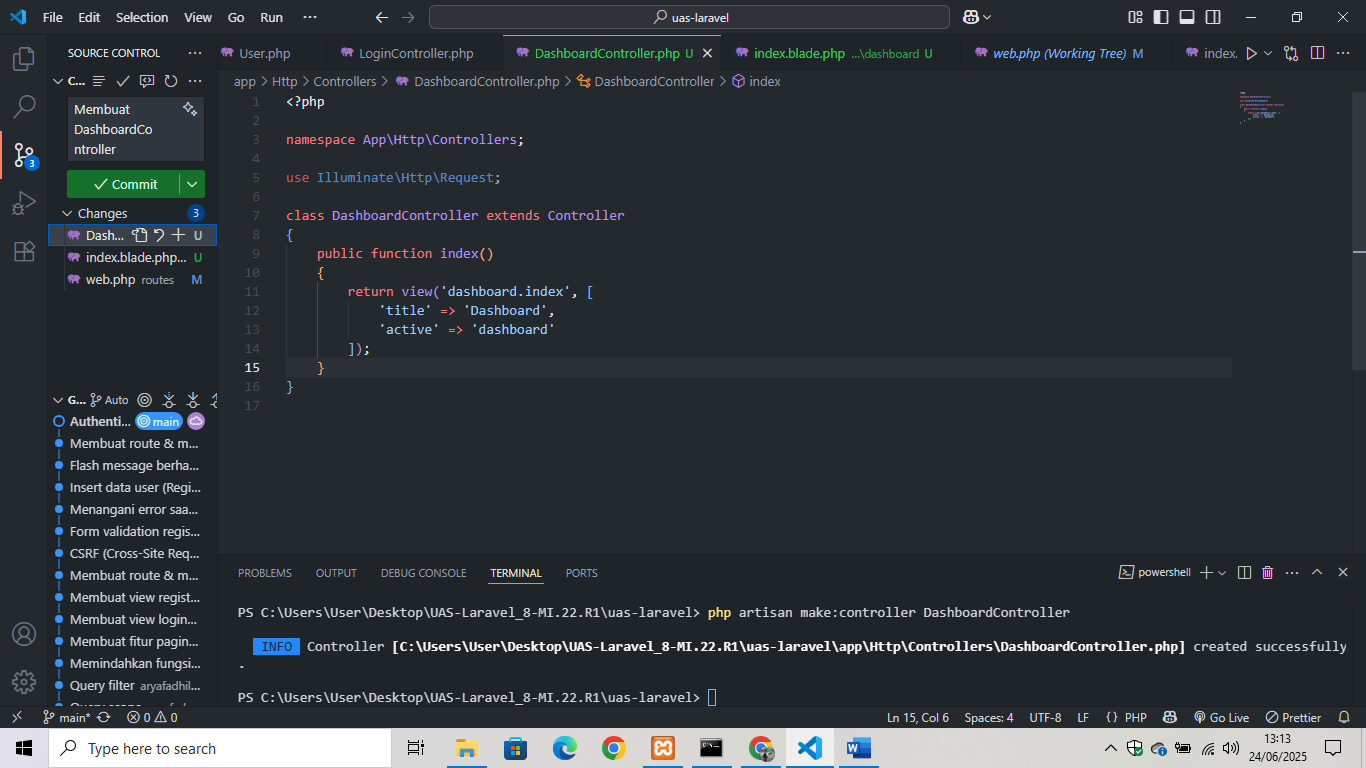 File Edit Selection View Go Run ··· uas-laravel
SOURCE CONTROL ···
User.php LoginController.php DashboardController.php U index.blade.php ...\dashboard U web.php (Working Tree) M index.
C...
app > Http > Controllers > DashboardController.php > DashboardController > index
Membuat
DashboardCo
ntroller
Commit
Changes 3
Dash... U
index.blade.php... U
web.php routes M
3
1 <?php
2
3 namespace App\Http\Controllers;
4
5 use Illuminate\Http\Request;
6
7 class DashboardController extends Controller
8 {
9 public function index()
10 {
11 return view('dashboard.index', [
12 'title' => 'Dashboard',
13 'active' => 'dashboard'
14 ]);
15 }
16 }
17
G... Auto
Authenti... main
Membuat route & m...
Flash message berha...
Insert data user (Regi...
Menangani error saa...
Form validation regis...
CSRF (Cross-Site Req...
Membuat route & m...
Membuat view regist...
Membuat view login...
Membuat fitur pagin...
Memindahkan fungsi...
Query filter aryafadhil...
PROBLEMS OUTPUT DEBUG CONSOLE TERMINAL PORTS powershell
PS C:\Users\User\Desktop\UAS-Laravel_8-MI.22.R1\uas-laravel> php artisan make:controller DashboardController
INFO Controller [C:\Users\User\Desktop\UAS-Laravel_8-MI.22.R1\uas-laravel\app\Http\Controllers\DashboardController.php] created successfully
.
PS C:\Users\User\Desktop\UAS-Laravel_8-MI.22.R1\uas-laravel>
main* 0 0 Ln 15, Col 6 Spaces: 4 UTF-8 LF {} PHP Go Live Prettier
Type here to search
13:13
24/06/2025